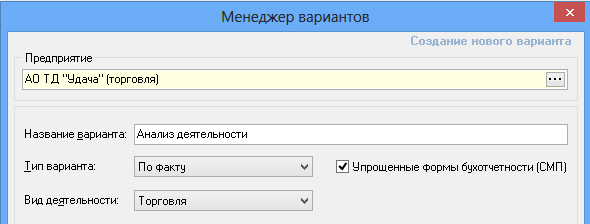 Менеджер вариантов
Создание нового варианта
Предприятие
АО ТД "Удача" (торговля)
Название варианта: Анализ деятельности
Тип варианта: По факту Упрощенные формы бухотчетности (СМП)
Вид деятельности: Торговля